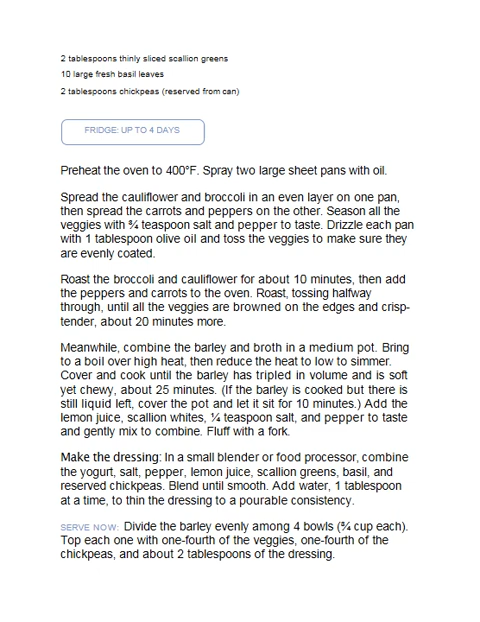 2 tablespoons thinly sliced scallion greens
10 large fresh basil leaves
2 tablespoons chickpeas (reserved from can)
FRIDGE: UP TO 4 DAYS
Preheat the oven to 400°F. Spray two large sheet pans with oil.
Spread the cauliflower and broccoli in an even layer on one pan,
then spread the carrots and peppers on the other. Season all the
veggies with ¾ teaspoon salt and pepper to taste. Drizzle each pan
with 1 tablespoon olive oil and toss the veggies to make sure they
are evenly coated.
Roast the broccoli and cauliflower for about 10 minutes, then add
the peppers and carrots to the oven. Roast, tossing halfway
through, until all the veggies are browned on the edges and crisp-
tender, about 20 minutes more.
Meanwhile, combine the barley and broth in a medium pot. Bring
to a boil over high heat, then reduce the heat to low to simmer.
Cover and cook until the barley has tripled in volume and is soft
yet chewy, about 25 minutes. (If the barley is cooked but there is
still liquid left, cover the pot and let it sit for 10 minutes.) Add the
lemon juice, scallion whites, ¼ teaspoon salt, and pepper to taste
and gently mix to combine. Fluff with a fork.
Make the dressing: In a small blender or food processor, combine
the yogurt, salt, pepper, lemon juice, scallion greens, basil, and
reserved chickpeas. Blend until smooth. Add water, 1 tablespoon
at a time, to thin the dressing to a pourable consistency.
SERVE NOW: Divide the barley evenly among 4 bowls (¾ cup each).
Top each one with one-fourth of the veggies, one-fourth of the
chickpeas, and about 2 tablespoons of the dressing.